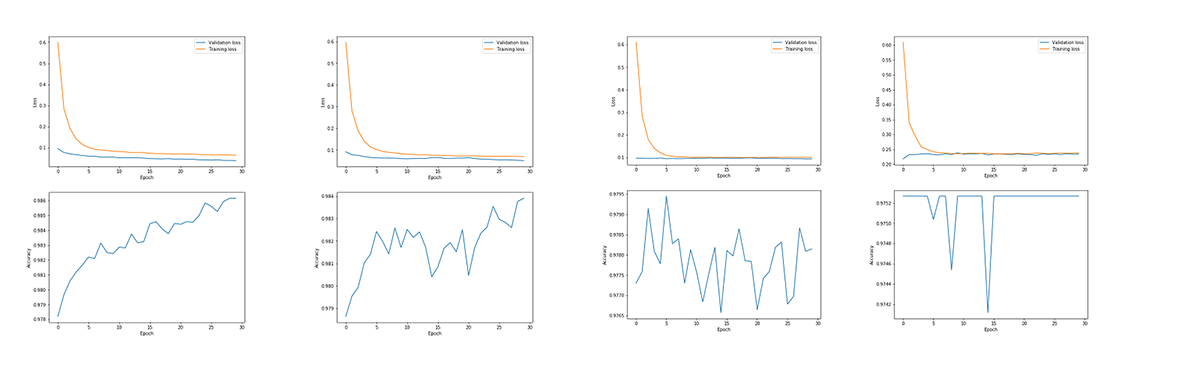 0.6
0.5
0.4
0.3
0.2
0.1
Loss
Validation loss
Training loss
0 5 10 15 20 25 30
Epoch
0.6
0.5
0.4
0.3
0.2
0.1
Loss
Validation loss
Training loss
0 5 10 15 20 25 30
Epoch
0.6
0.5
0.4
0.3
0.2
0.1
Loss
Validation loss
Training loss
0 5 10 15 20 25 30
Epoch
0.60
0.55
0.50
0.45
0.40
0.35
0.30
0.25
0.20
Loss
Validation loss
Training loss
0 5 10 15 20 25 30
Epoch
0.986
0.985
0.984
0.983
0.982
0.981
0.980
0.979
0.978
Accuracy
0 5 10 15 20 25 30
Epoch
0.984
0.983
0.982
0.981
0.980
0.979
Accuracy
0 5 10 15 20 25 30
Epoch
0.9795
0.9790
0.9785
0.9780
0.9775
0.9770
0.9765
Accuracy
0 5 10 15 20 25 30
Epoch
0.9752
0.9750
0.9748
0.9746
0.9744
0.9742
Accuracy
0 5 10 15 20 25 30
Epoch